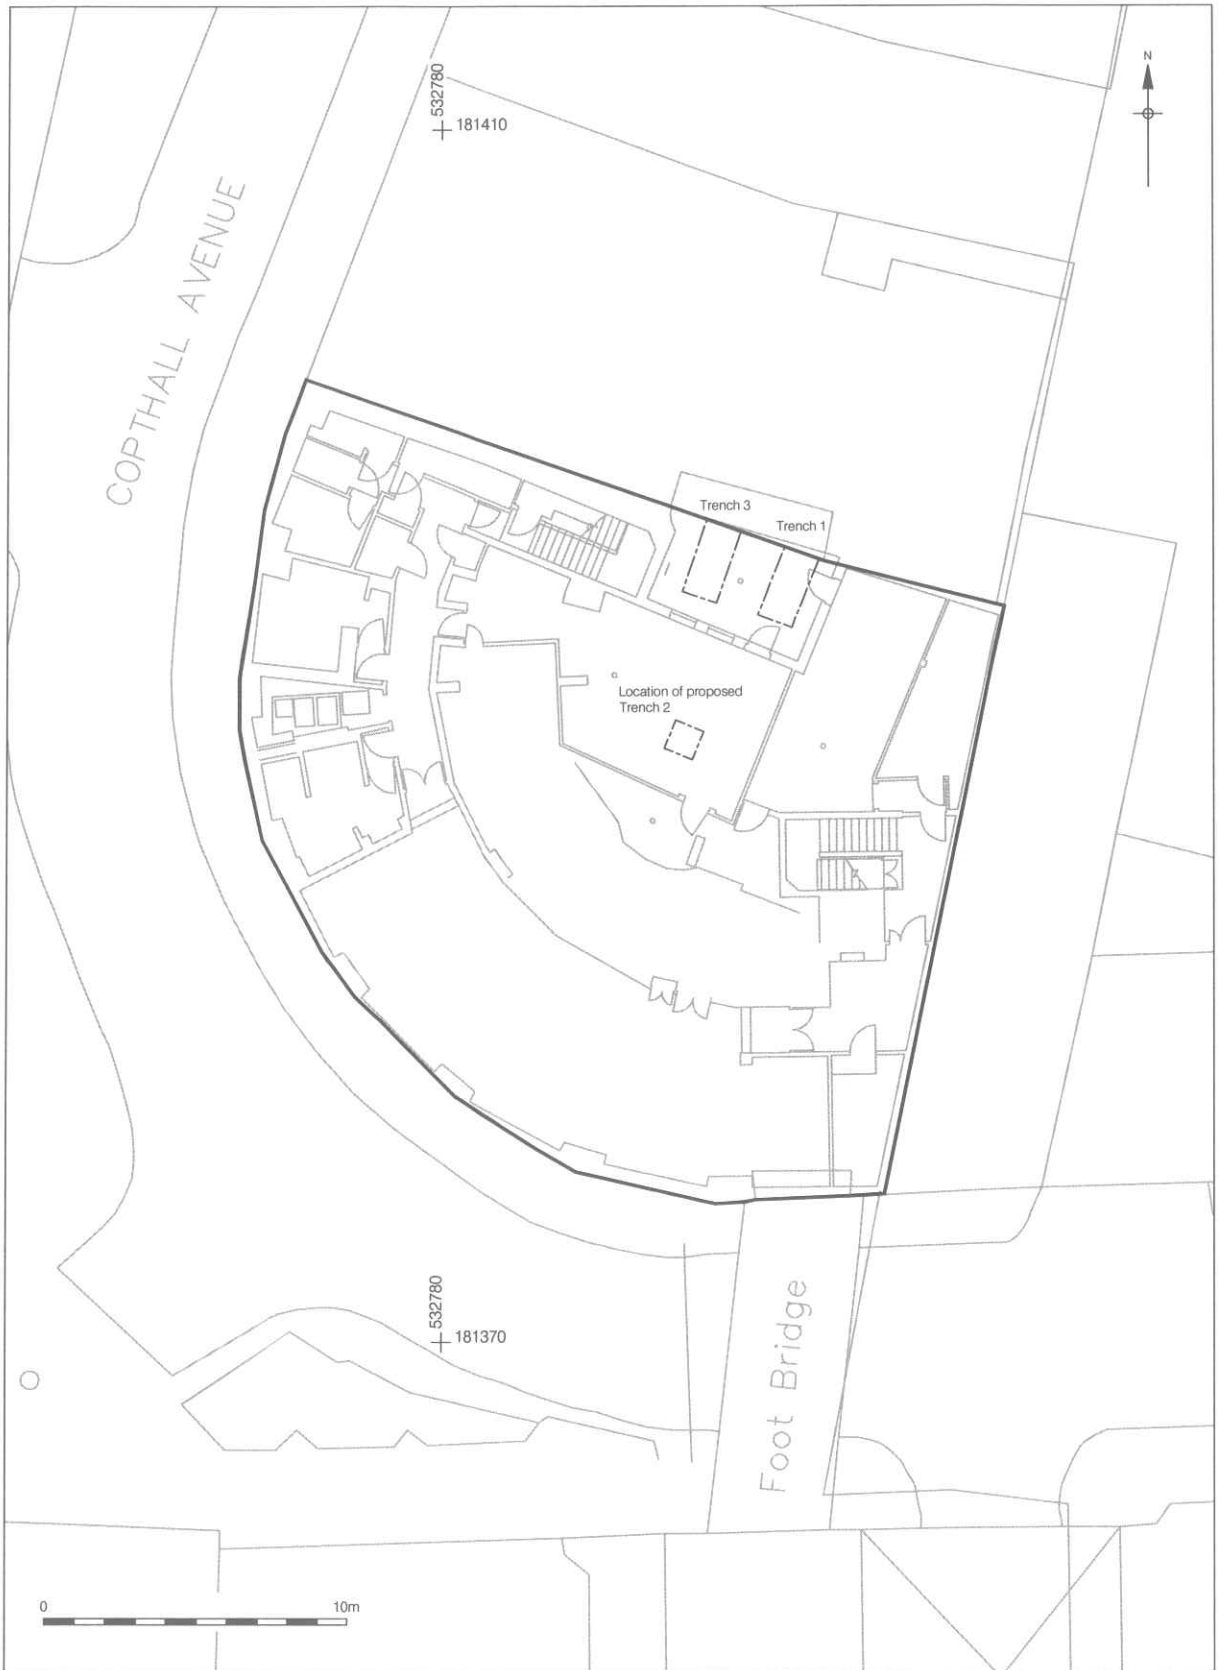 N
532780
181410
COPTHALL AVENUE
Trench 3
Trench 1
Location of proposed
Trench 2
532780
181370
Foot Bridge
0
10m